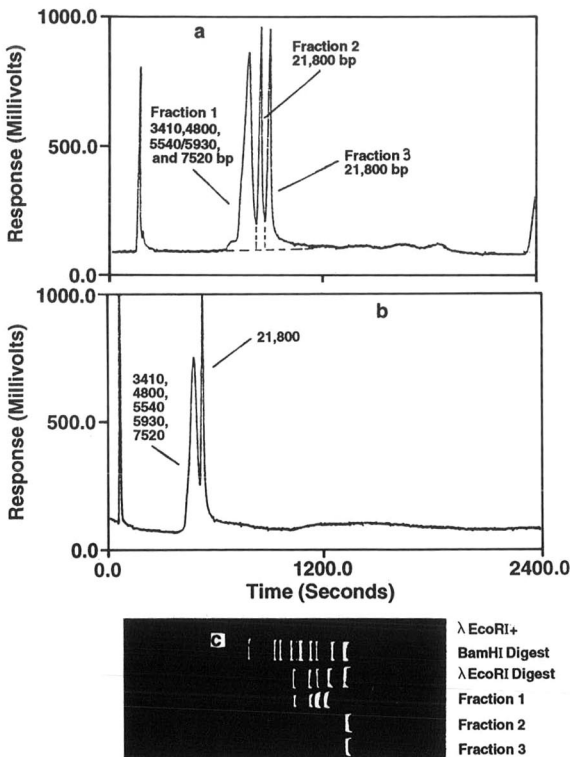 1000.0
a
Fraction 2
21,800 bp
Fraction 1
3410,4800,
5540/5930,
and 7520 bp
500.0
Fraction 3
21,800 bp
Response (Millivolts)
0.0
1000.0
b
21,800
3410,
4800,
5540
5930,
7520
500.0
Response (Millivolts)
0.0
0.0
1200.0
2400.0
Time (Seconds)
c
λ EcoRI+
BamHI Digest
λ EcoRI Digest
Fraction 1
Fraction 2
Fraction 3